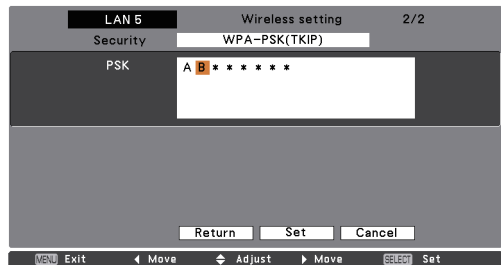 LAN 5 Wireless setting 2/2
Security WPA-PSK(TKIP)
PSK A B * * * * * *
Return Set Cancel
MENU Exit ◀ Move ◆ Adjust ▶ Move SELECT Set